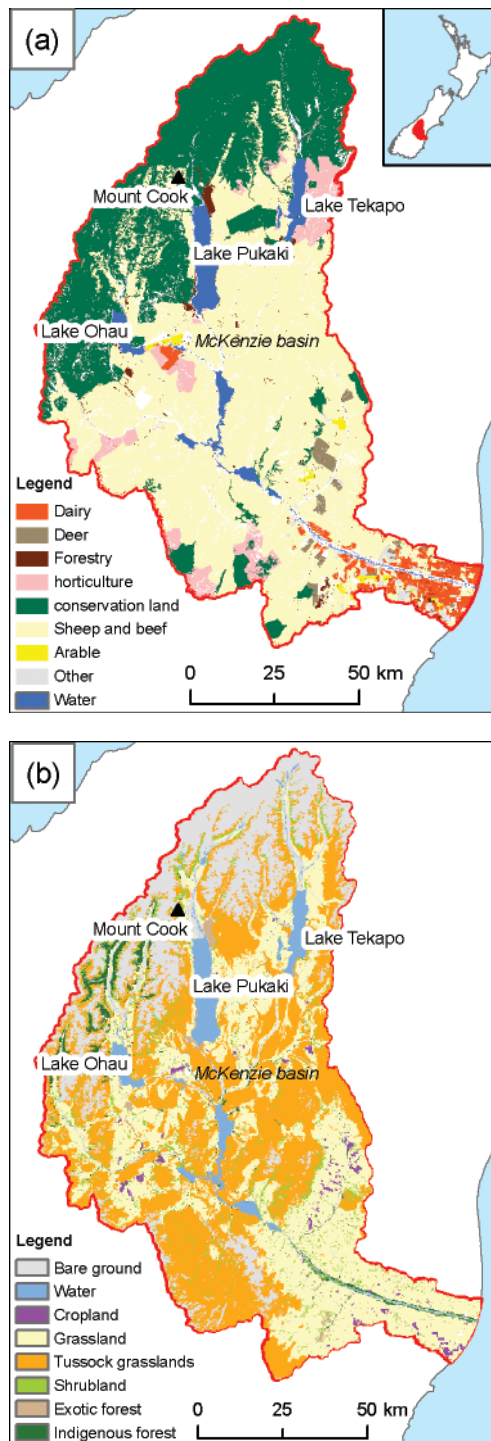 (a)
Mount Cook
Lake Tekapo
Lake Pukaki
Lake Ohau
McKenzie basin
Legend
Dairy
Deer
Forestry
horticulture
conservation land
Sheep and beef
Arable
Other
Water
0 25 50 km
(b)
Mount Cook
Lake Tekapo
Lake Pukaki
Lake Ohau
McKenzie basin
Legend
Bare ground
Water
Cropland
Grassland
Tussock grasslands
Shrubland
Exotic forest
Indigenous forest
0 25 50 km